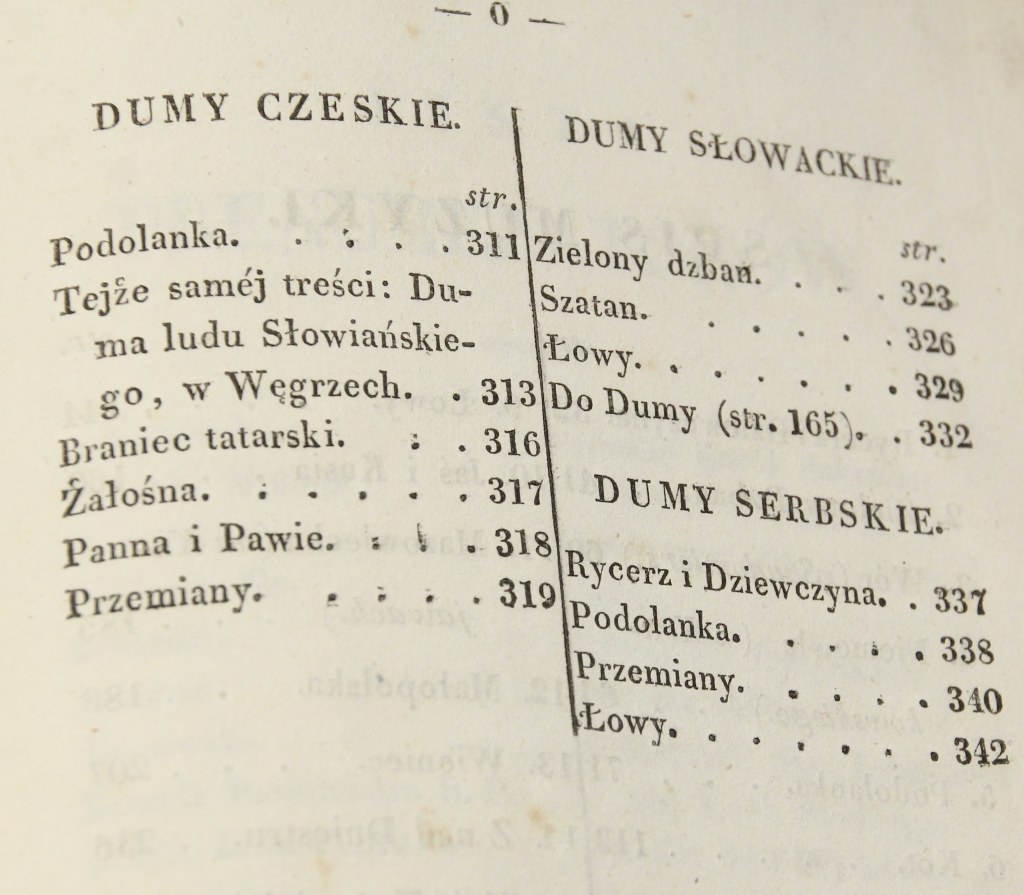 — 0 —
DUMY CZESKIE.
str.
Podolanka. . . . . 311
Tejże saméj treści: Du-
ma ludu Słowiańskie-
go, w Węgrzech. . 313
Braniec tatarski. . . 316
Żałośna. . . . . . 317
Panna i Pawie. . . . 318
Przemiany. . . . . 319
DUMY SŁOWACKIE.
str.
Zielony dzban. . . . 323
Szatan. . . . . . 326
Łowy. . . . . . . 329
Do Dumy (str. 165). . 332
DUMY SERBSKIE.
Rycerz i Dziewczyna. . 337
Podolanka. . . . . 338
Przemiany. . . . . 340
Łowy. . . . . . . 342